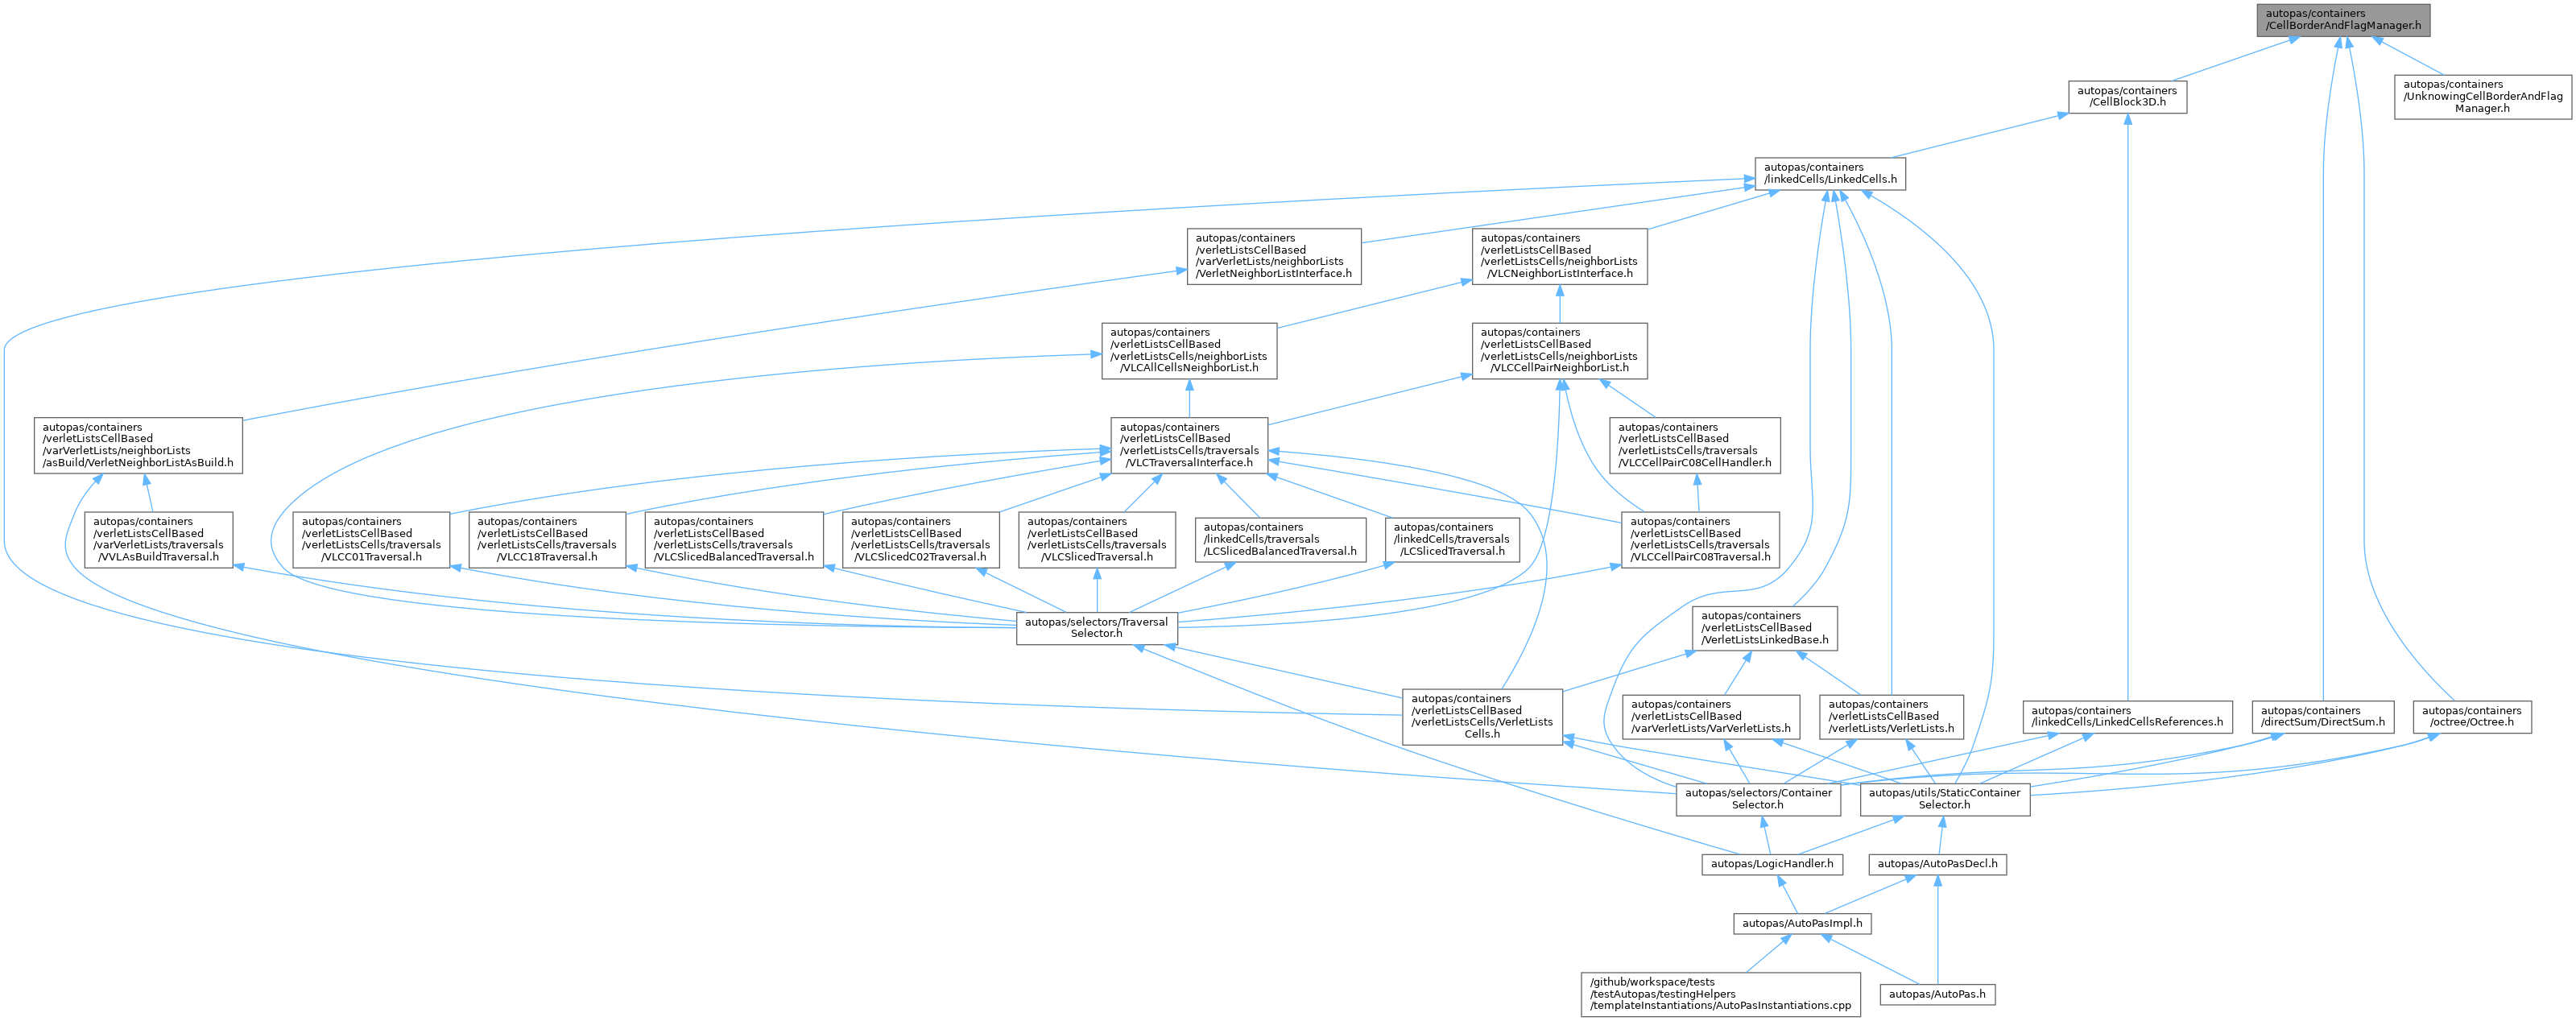 autopas/containers
/CellBorderAndFlagManager.h
autopas/containers
/CellBlock3D.h
autopas/containers
/UnknowingCellBorderAndFlag
Manager.h
autopas/containers
/linkedCells/LinkedCells.h
autopas/containers
/verletListsCellBased
/varVerletLists/neighborLists
/VerletNeighborListInterface.h
autopas/containers
/verletListsCellBased
/verletListsCells/neighborLists
/VLCNeighborListInterface.h
autopas/containers
/verletListsCellBased
/verletListsCells/neighborLists
/VLCAllCellsNeighborList.h
autopas/containers
/verletListsCellBased
/verletListsCells/neighborLists
/VLCCellPairNeighborList.h
autopas/containers
/verletListsCellBased
/varVerletLists/neighborLists
/asBuild/VerletNeighborListAsBuild.h
autopas/containers
/verletListsCellBased
/verletListsCells/traversals
/VLCTraversalInterface.h
autopas/containers
/verletListsCellBased
/verletListsCells/traversals
/VLCCellPairC08CellHandler.h
autopas/containers
/verletListsCellBased
/varVerletLists/traversals
/VVLAsBuildTraversal.h
autopas/containers
/verletListsCellBased
/verletListsCells/traversals
/VLCC01Traversal.h
autopas/containers
/verletListsCellBased
/verletListsCells/traversals
/VLCC18Traversal.h
autopas/containers
/verletListsCellBased
/verletListsCells/traversals
/VLCSlicedBalancedTraversal.h
autopas/containers
/verletListsCellBased
/verletListsCells/traversals
/VLCSlicedC02Traversal.h
autopas/containers
/verletListsCellBased
/verletListsCells/traversals
/VLCSlicedTraversal.h
autopas/containers
/linkedCells/traversals
/LCSlicedBalancedTraversal.h
autopas/containers
/linkedCells/traversals
/LCSlicedTraversal.h
autopas/containers
/verletListsCellBased
/verletListsCells/traversals
/VLCCellPairC08Traversal.h
autopas/selectors/Traversal
Selector.h
autopas/containers
/verletListsCellBased
/VerletListsLinkedBase.h
autopas/containers
/verletListsCellBased
/verletListsCells/VerletLists
Cells.h
autopas/containers
/verletListsCellBased
/varVerletLists/VarVerletLists.h
autopas/containers
/verletListsCellBased
/verletLists/VerletLists.h
autopas/containers
/linkedCells/LinkedCellsReferences.h
autopas/containers
/directSum/DirectSum.h
autopas/containers
/octree/Octree.h
autopas/selectors/Container
Selector.h
autopas/utils/StaticContainer
Selector.h
autopas/LogicHandler.h
autopas/AutoPasDecl.h
autopas/AutoPasImpl.h
/github/workspace/tests
/testAutopas/testingHelpers
/templateInstantiations/AutoPasInstantiations.cpp
autopas/AutoPas.h